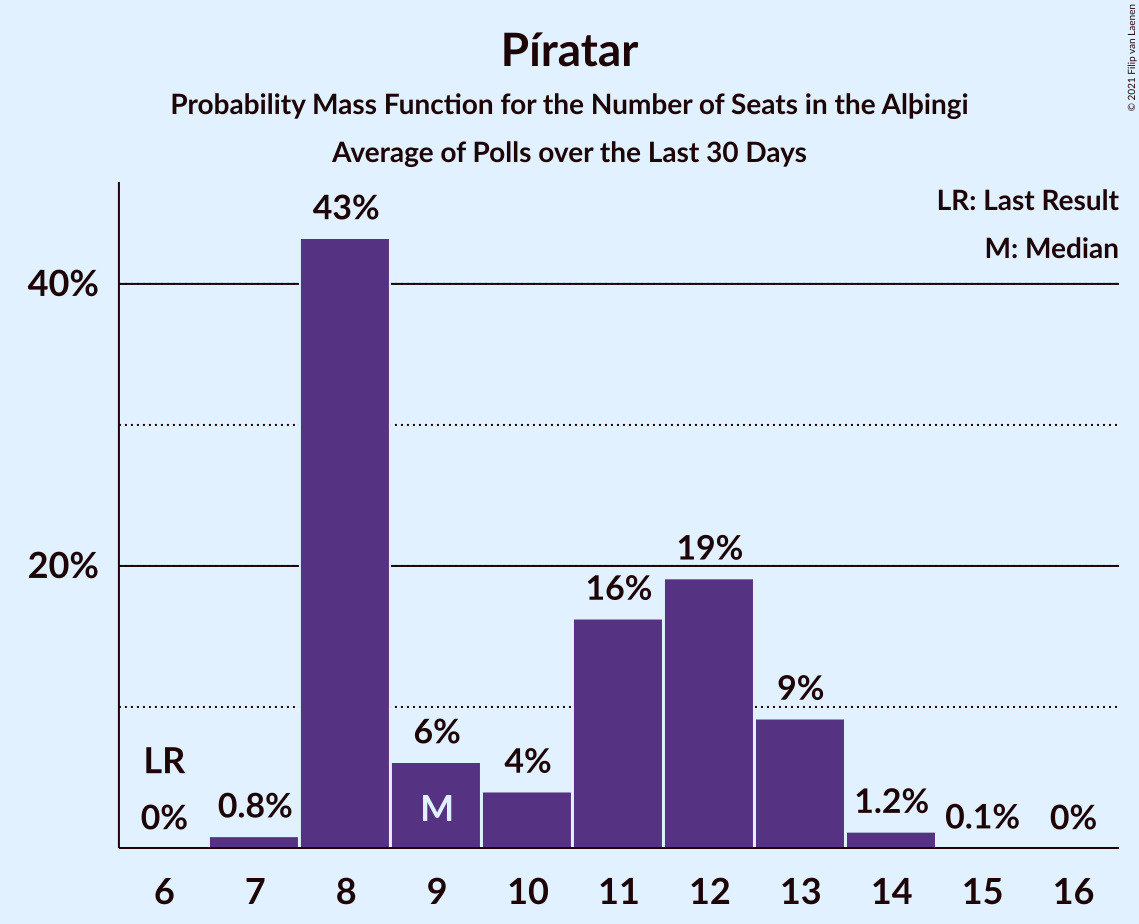 Píratar
Probability Mass Function for the Number of Seats in the Alþingi
Average of Polls over the Last 30 Days
© 2021 Filip van Laenen
LR: Last Result
M: Median
40%
20%
43%
19%
16%
9%
6%
4%
LR
0%
0.8%
M
1.2%
0.1%
0%
6 7 8 9 10 11 12 13 14 15 16